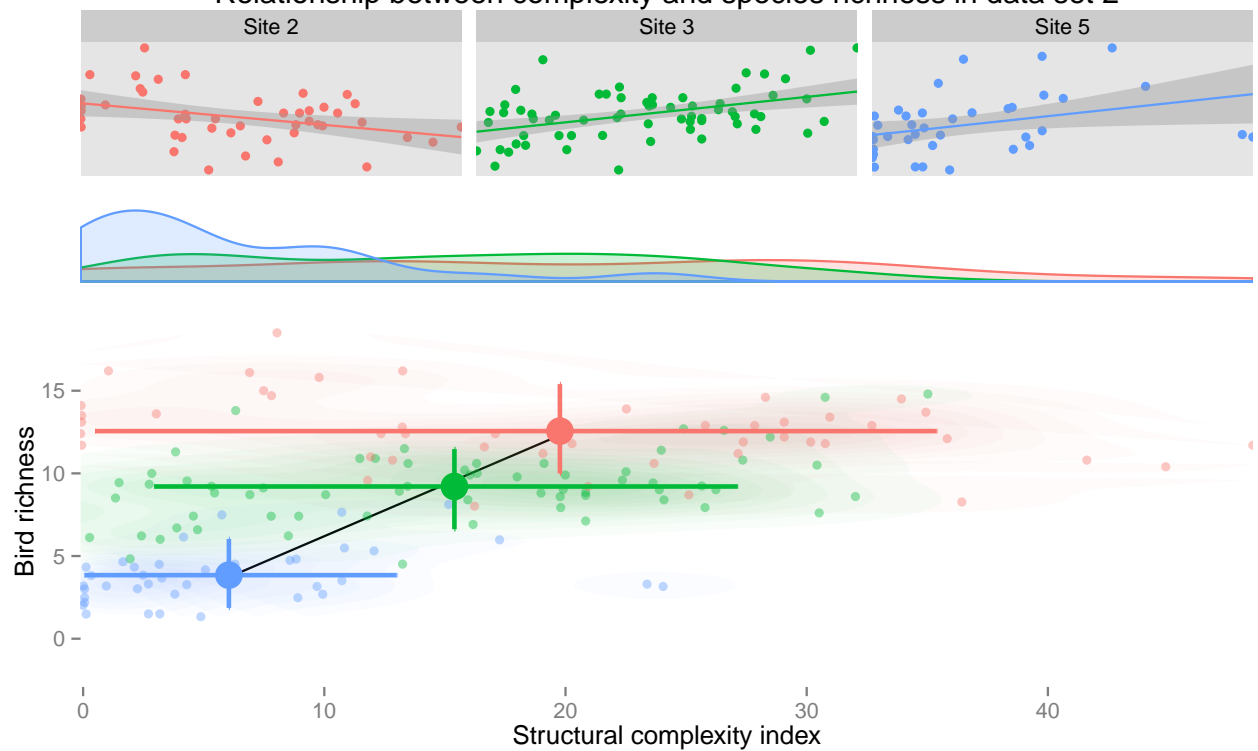 Relationship between complexity and species richness in data set 2
Site 2
Site 3
Site 5
15
10
5
0
Bird richness
0
10
20
30
40
Structural complexity index